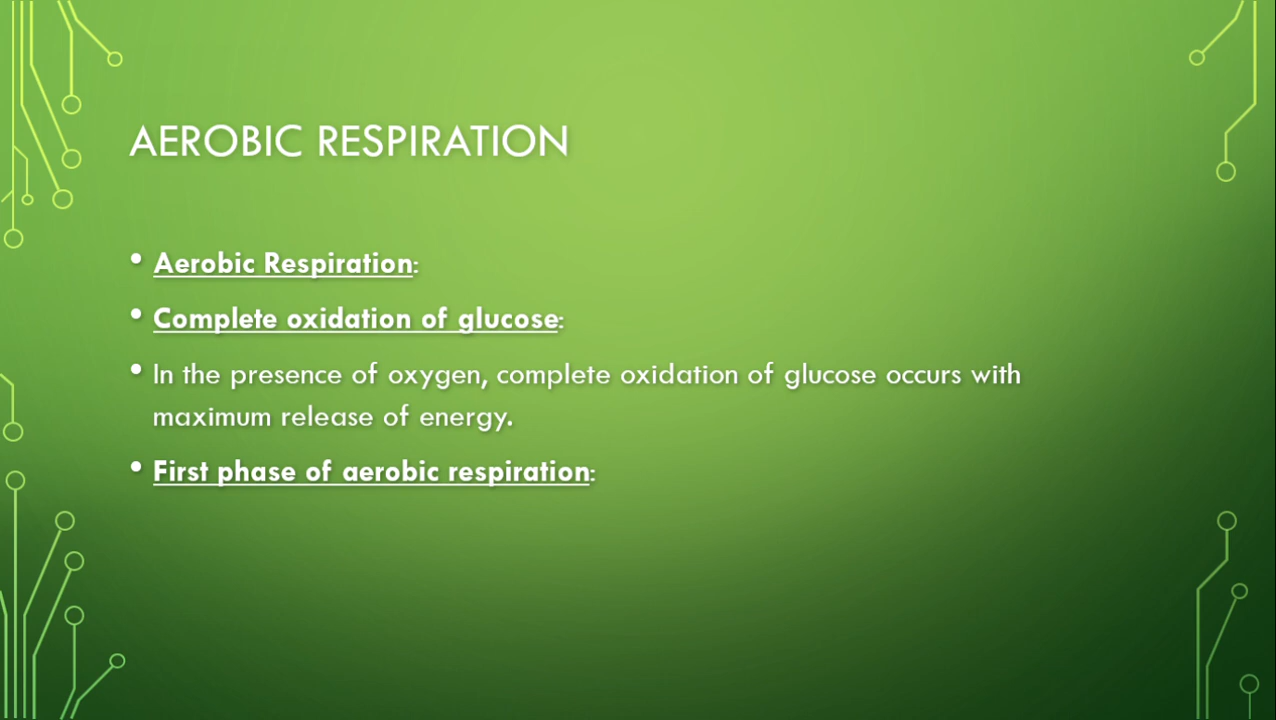 AEROBIC RESPIRATION
• Aerobic Respiration:
• Complete oxidation of glucose:
• In the presence of oxygen, complete oxidation of glucose occurs with
maximum release of energy.
• First phase of aerobic respiration: